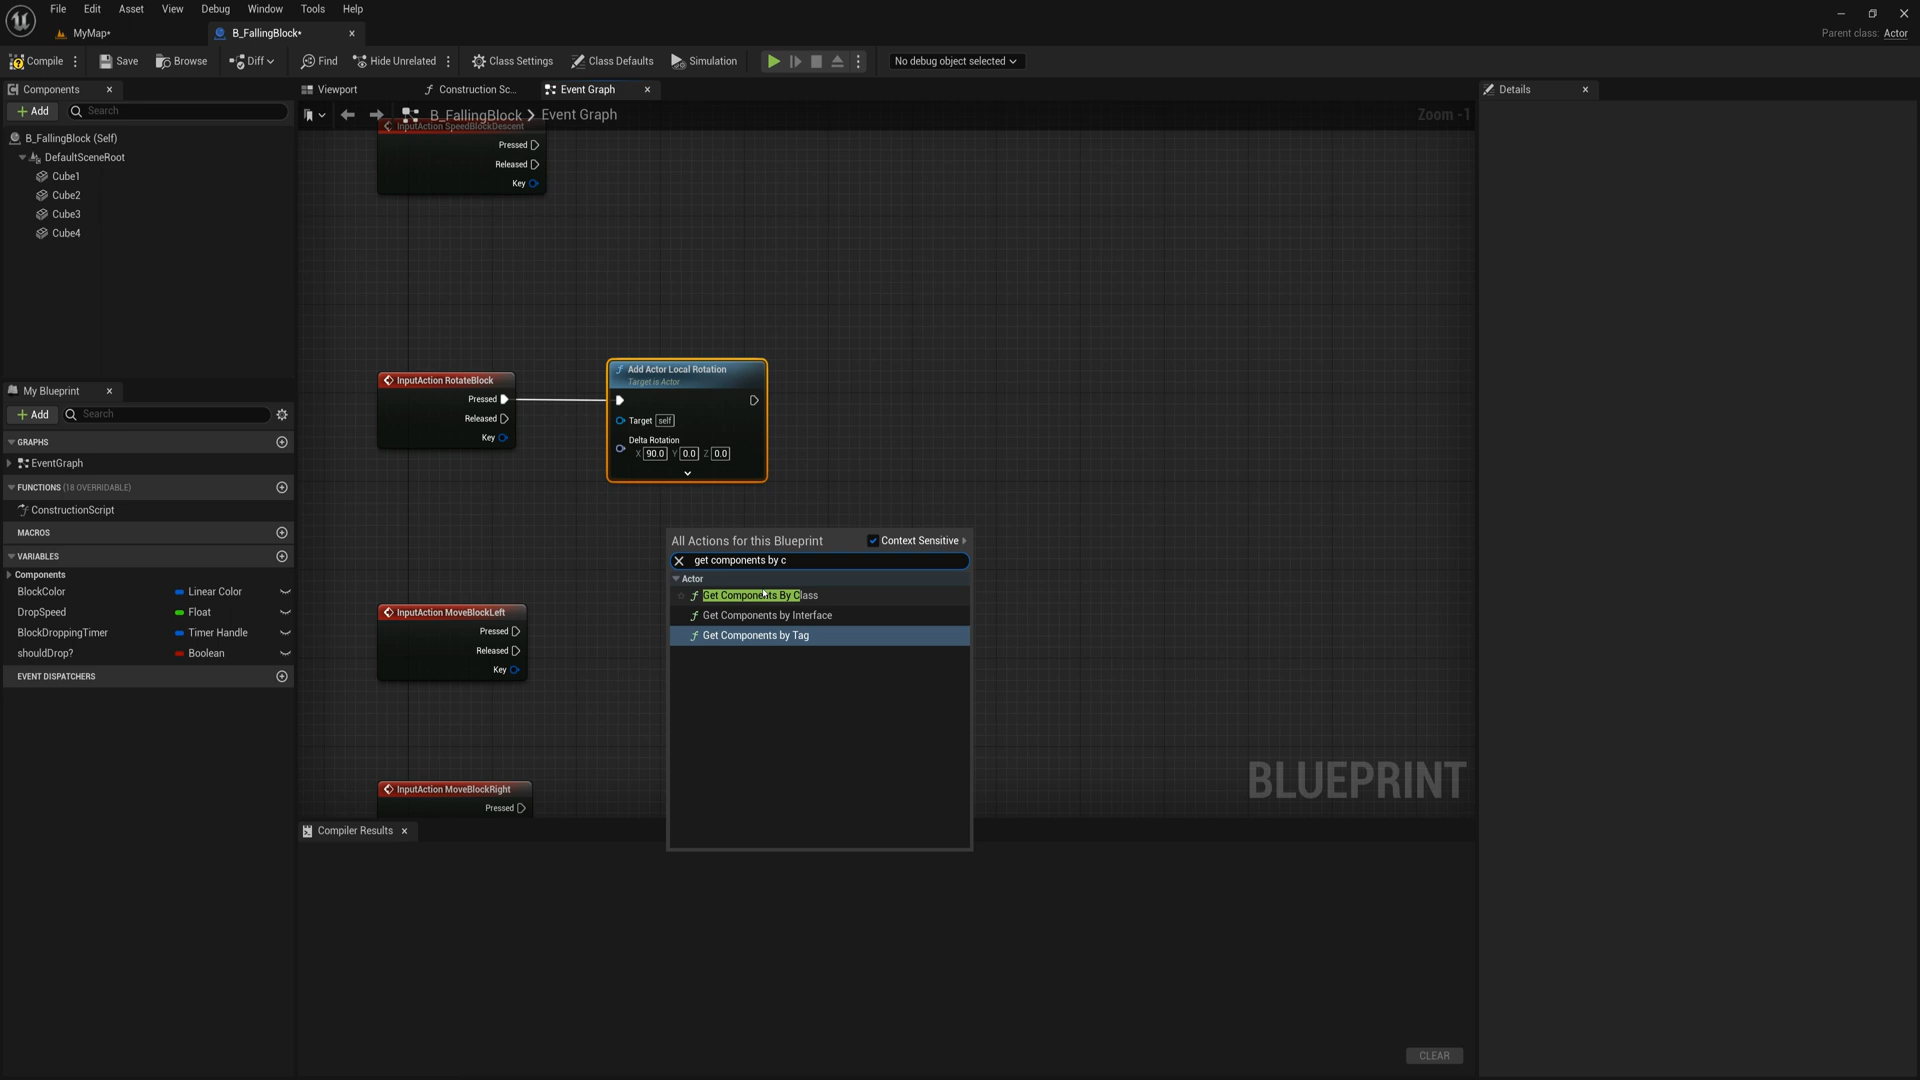 File Edit Asset View Debug Window Tools Help
MyMap*
B_FallingBlock*
Parent class: Actor
Compile Save Browse Diff Find Hide Unrelated Class Settings Class Defaults Simulation No debug object selected
Components
Add Search
B_FallingBlock (Self)
DefaultSceneRoot
Cube1
Cube2
Cube3
Cube4
My Blueprint
Add Search
GRAPHS
EventGraph
FUNCTIONS (18 OVERRIDABLE)
ConstructionScript
MACROS
VARIABLES
Components
BlockColor Linear Color
DropSpeed Float
BlockDroppingTimer Timer Handle
shouldDrop? Boolean
EVENT DISPATCHERS
Viewport Construction Sc... Event Graph
B_FallingBlock > Event Graph
Zoom -1
InputAction SpeedBlockDescent
Pressed
Released
Key
InputAction RotateBlock
Pressed
Released
Key
Add Actor Local Rotation
Target is Actor
Target self
Delta Rotation
X 90.0 Y 0.0 Z 0.0
InputAction MoveBlockLeft
Pressed
Released
Key
InputAction MoveBlockRight
Pressed
All Actions for this Blueprint Context Sensitive
get components by c
Actor
Get Components By Class
Get Components by Interface
Get Components by Tag
BLUEPRINT
Compiler Results
CLEAR
Details